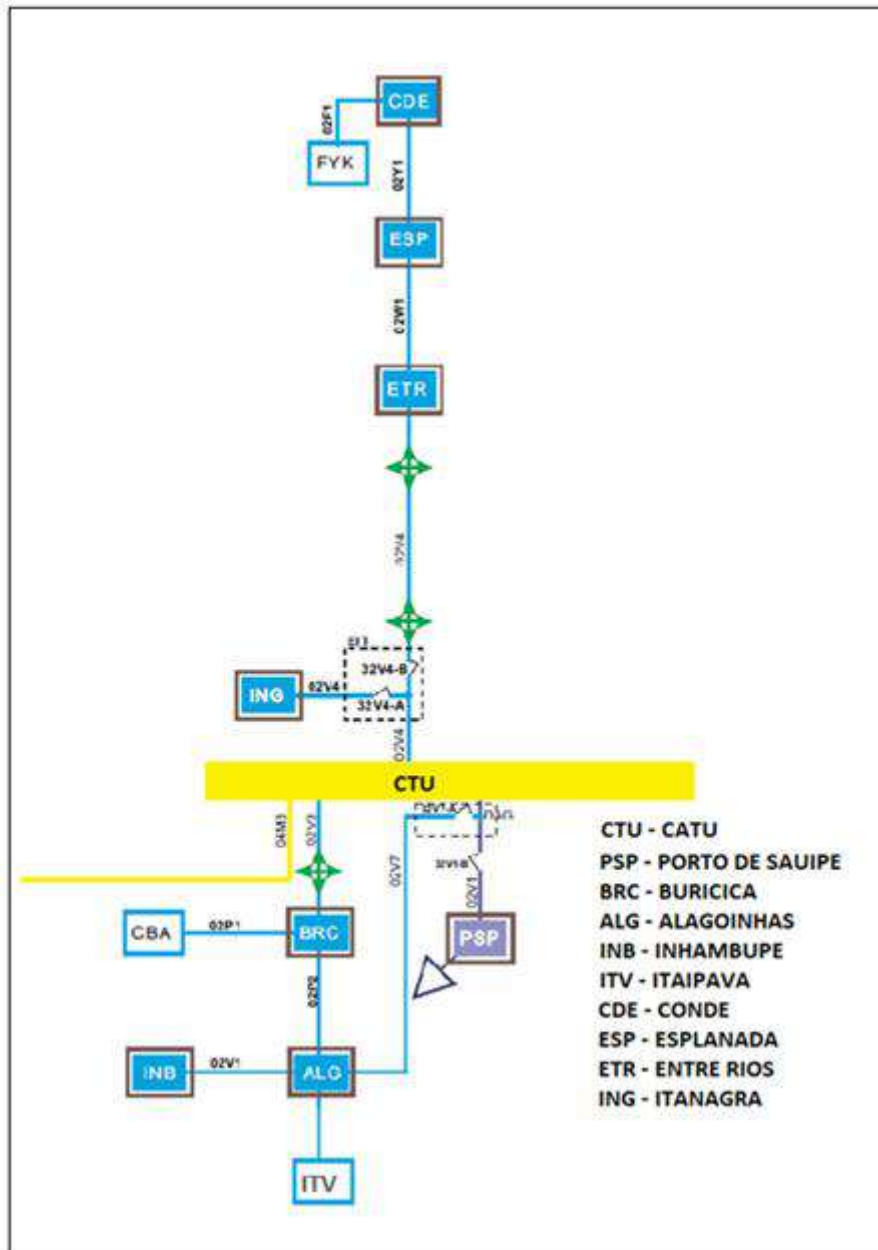 CDE
02F1
FYK
02Y1
ESP
02W1
ETR
02V4
32V4-B
ING
02V4
32V4-A
02V4
CTU
04M3
02V3
02V7
32V1-B
02V1
CBA
02P1
BRC
PSP
02P2
INB
02V1
ALG
ITV
CTU - CATU
PSP - PORTO DE SAUIPE
BRC - BURICICA
ALG - ALAGOINHAS
INB - INHAMBUPE
ITV - ITAIPAVA
CDE - CONDE
ESP - ESPLANADA
ETR - ENTRE RIOS
ING - ITANAGRA